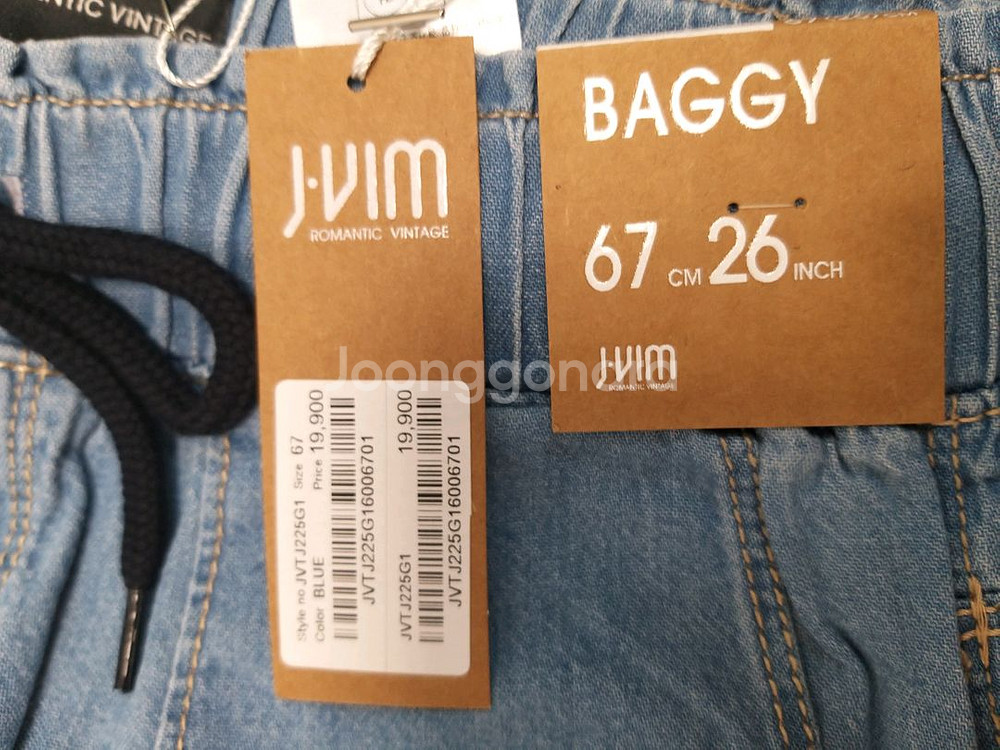 NTIC VINTAGE
J·VIM
ROMANTIC VINTAGE
Style no JVTJ225G1 Size 67
Color BLUE Price 19,900
JVTJ225G16006701
JVTJ225G1 19,900
JVTJ225G16006701
BAGGY
67 CM 26 INCH
J·VIM
ROMANTIC VINTAGE
Joonggonara